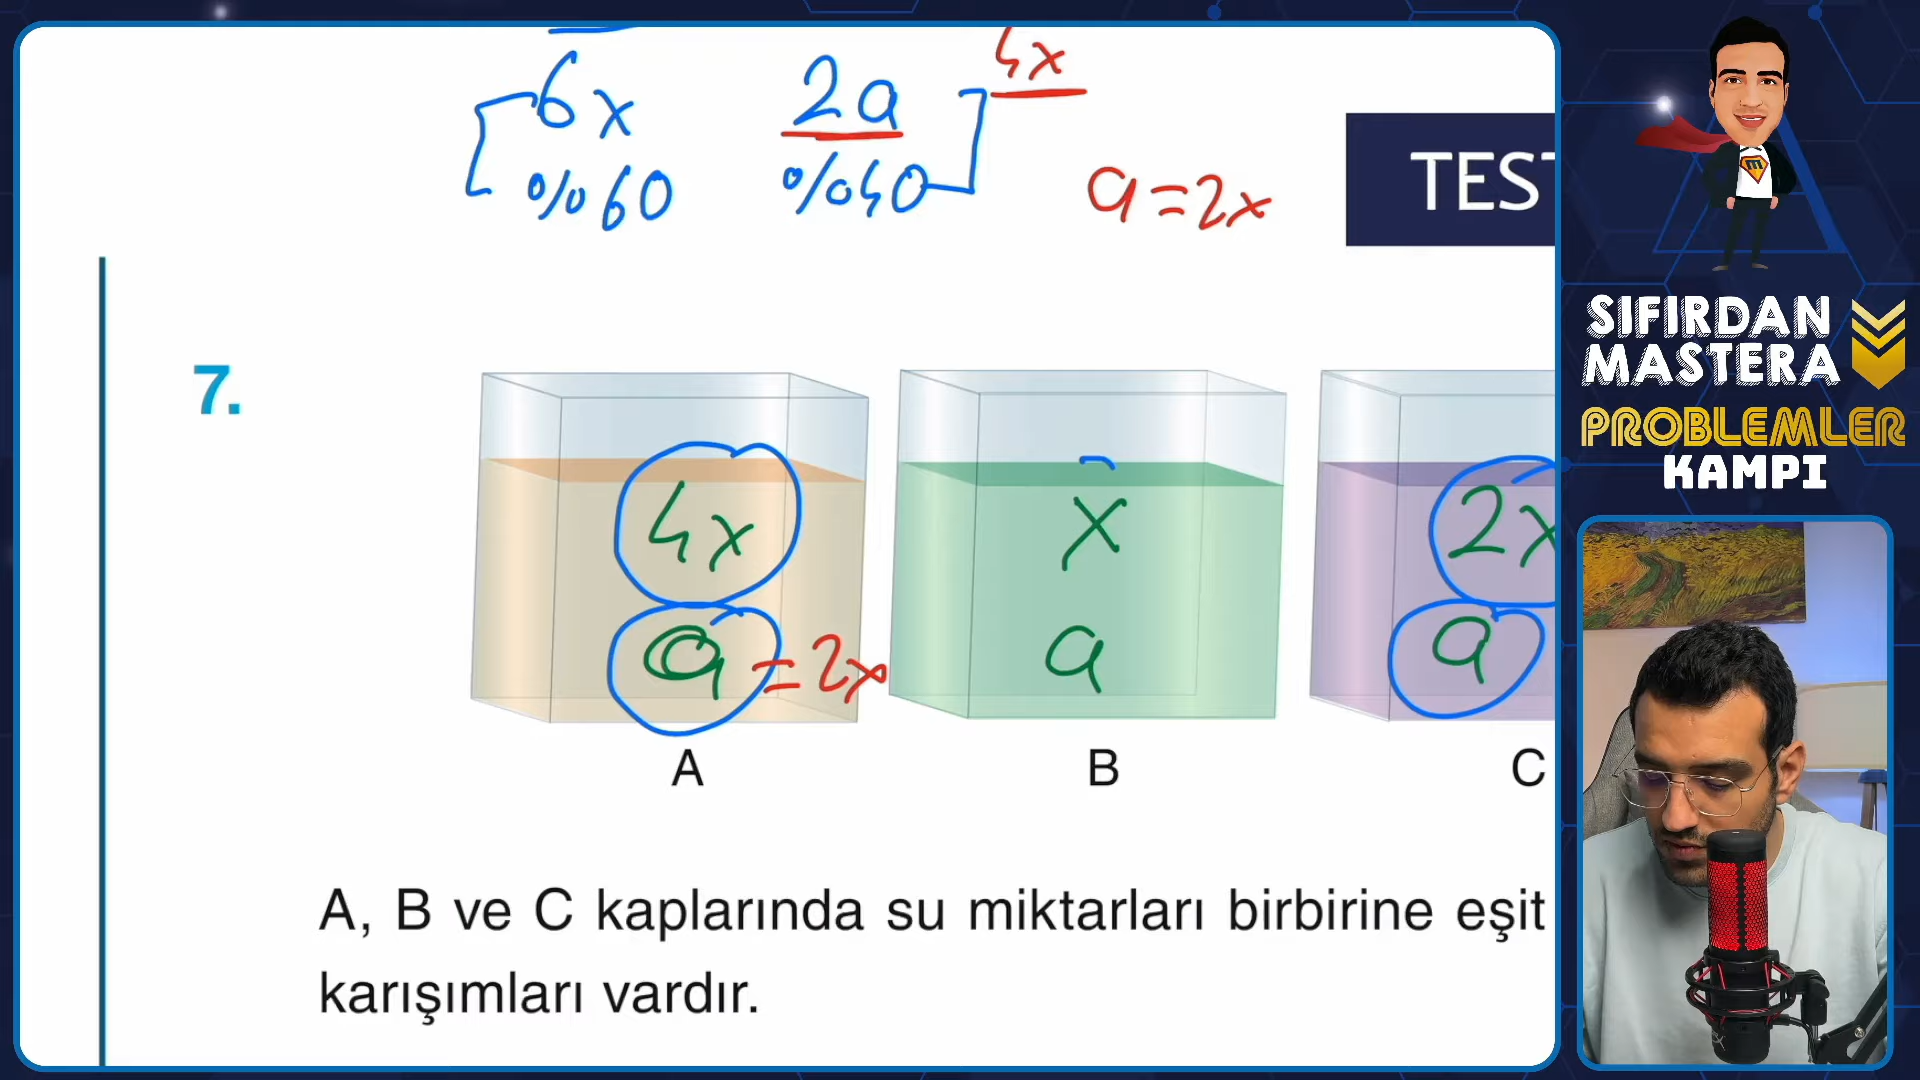 6x 2a 4x
%60 %40 a=2x
TEST
7.
4x x 2x
a =2x a a
A B C
A, B ve C kaplarında su miktarları birbirine eşit
karışımları vardır.
SIFIRDAN
MASTERA
PROBLEMLER
KAMPI